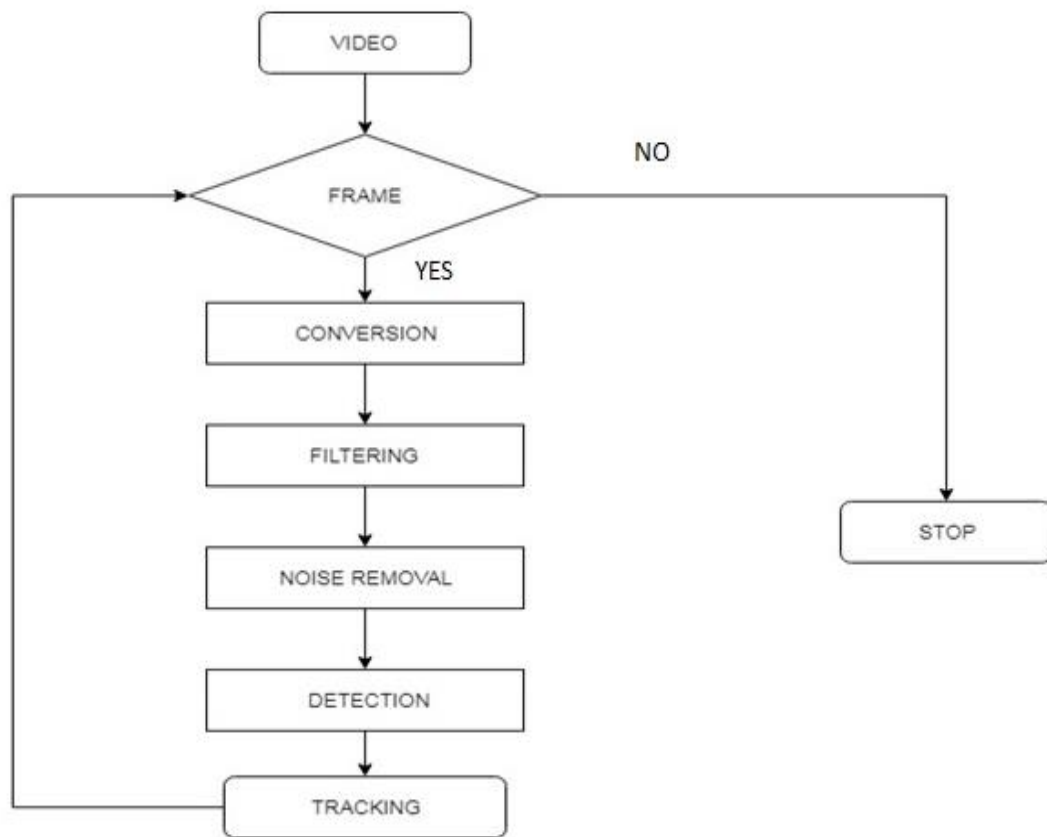 VIDEO
NO
FRAME
YES
CONVERSION
FILTERING
STOP
NOISE REMOVAL
DETECTION
TRACKING